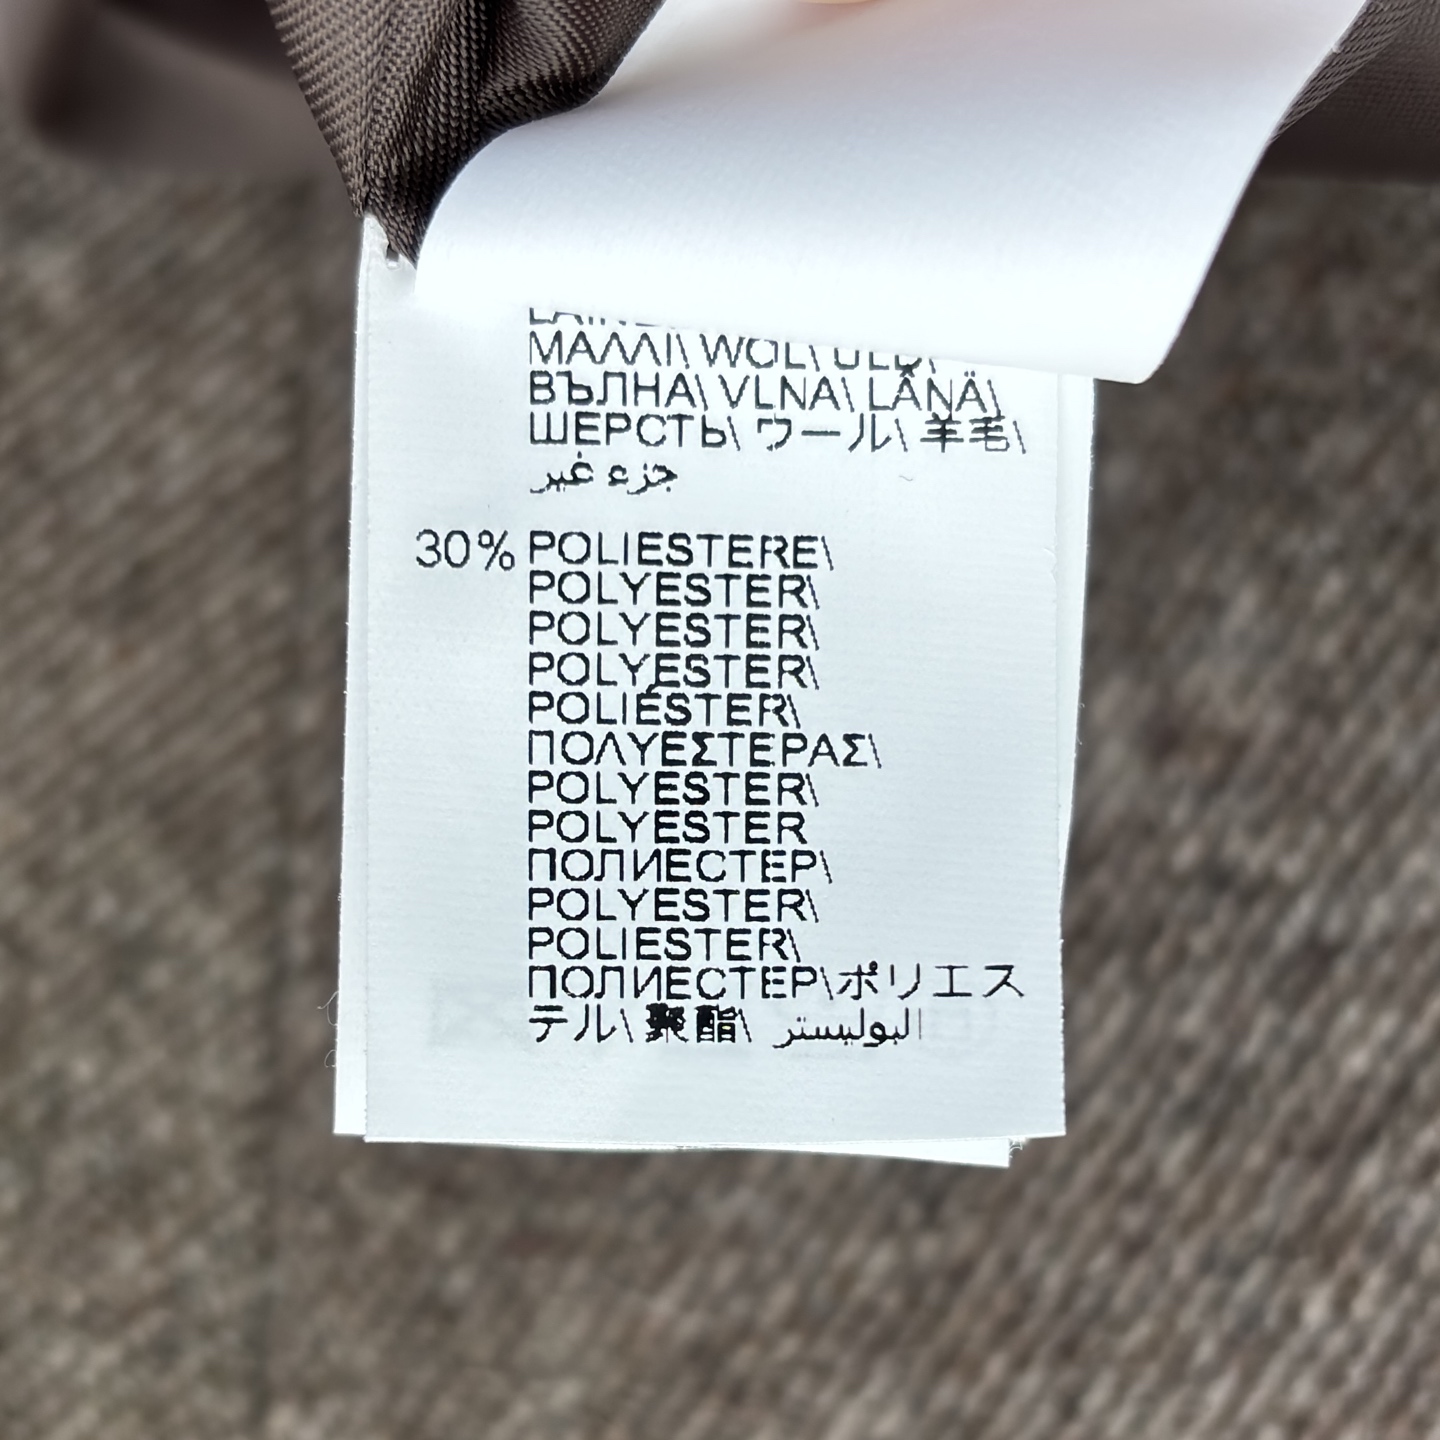 ΜΑΛΛΙ\ WOL\ ULD\
ВЪЛНА\ VLNA\ LÂNÄ\
ШЕРСТЬ\ ウール\ 羊毛\
جزء غير
30% POLIESTERE\
POLYESTER\
POLYESTER\
POLYESTER\
POLIÉSTER\
ΠΟΛΥΕΣΤΕΡΑΣ\
POLYESTER\
POLYESTER
ПОЛИЕСТЕР\
POLYESTER\
POLIESTER\
ПОЛИЕСТЕР\ポリエス
テル\ 聚酯\ البوليستر